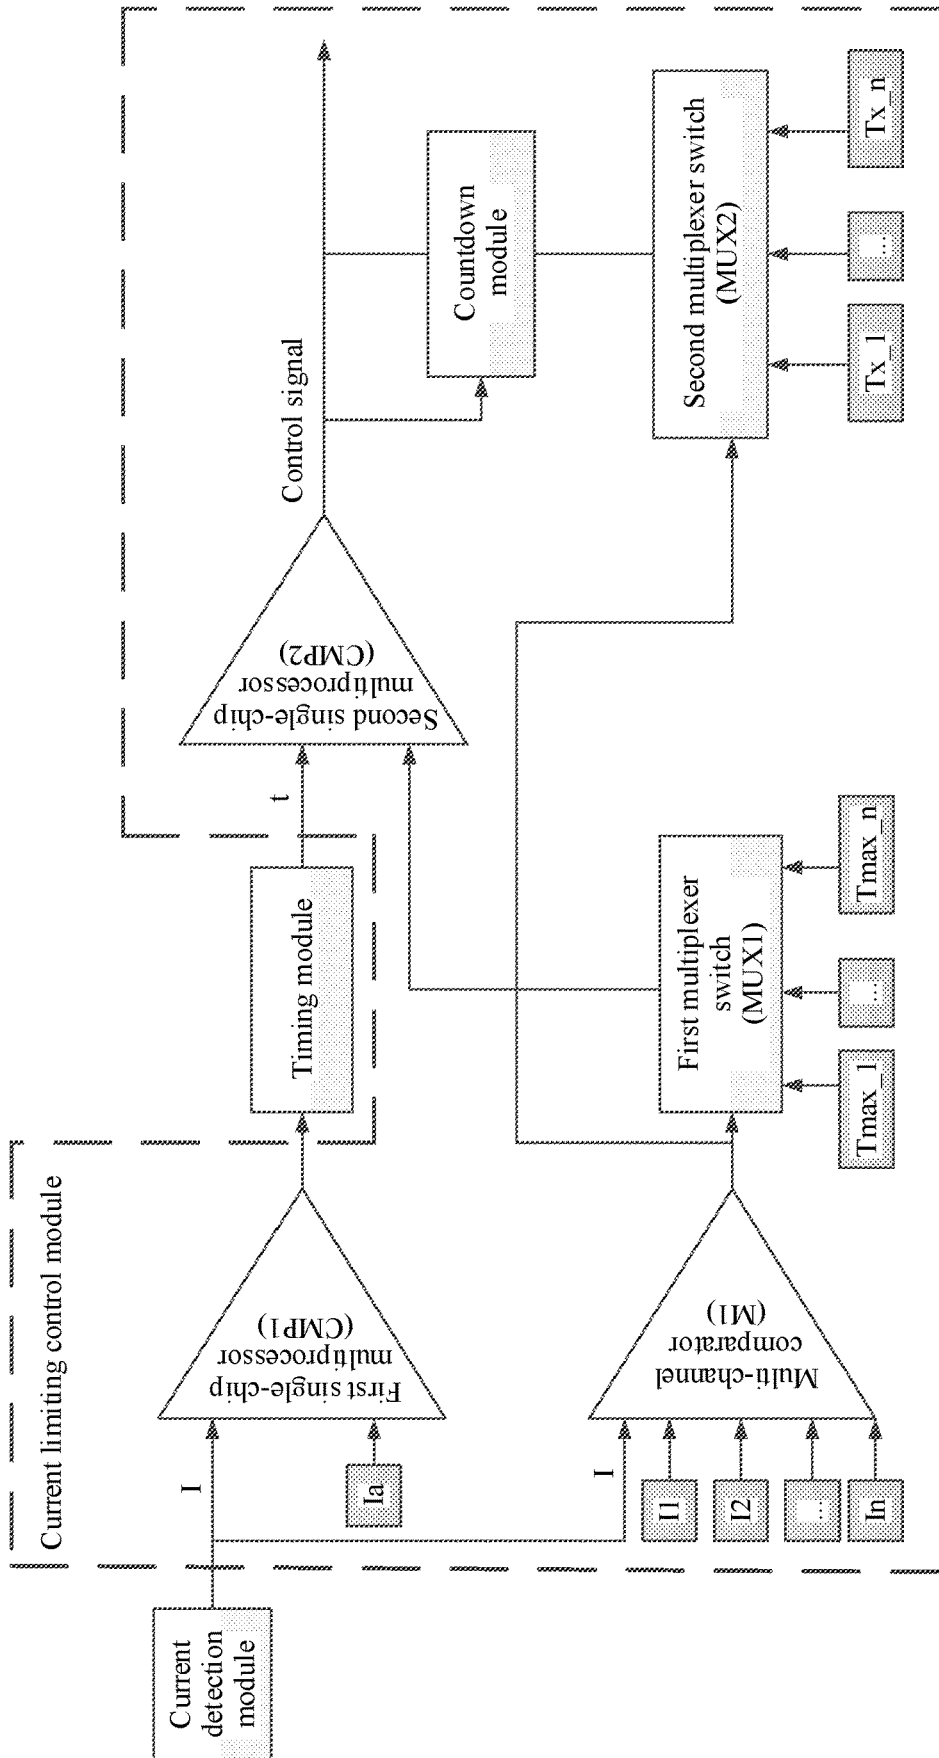 Current limiting control module
Current
detection
module
I
Ia
First single-chip
multiprocessor
(CMP1)
Timing module
t
Second single-chip
multiprocessor
(CMP2)
Control signal
Countdown
module
I
I1
I2
...
In
Multi-channel
comparator
(M1)
First multiplexer
switch
(MUX1)
Tmax_1
...
Tmax_n
Second multiplexer switch
(MUX2)
Tx_1
...
Tx_n